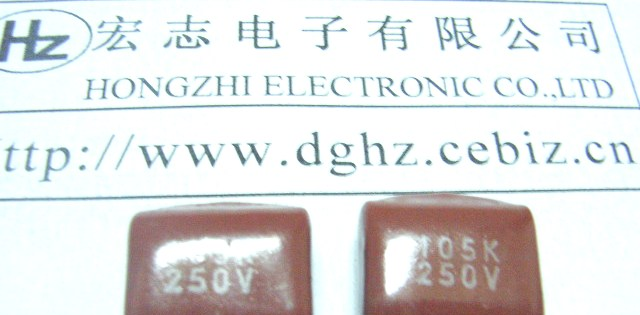 Hz 宏志电子有限公司
HONGZHI ELECTRONIC CO.,LTD
ttp://www.dghz.cebiz.cn
250V
105K
250V